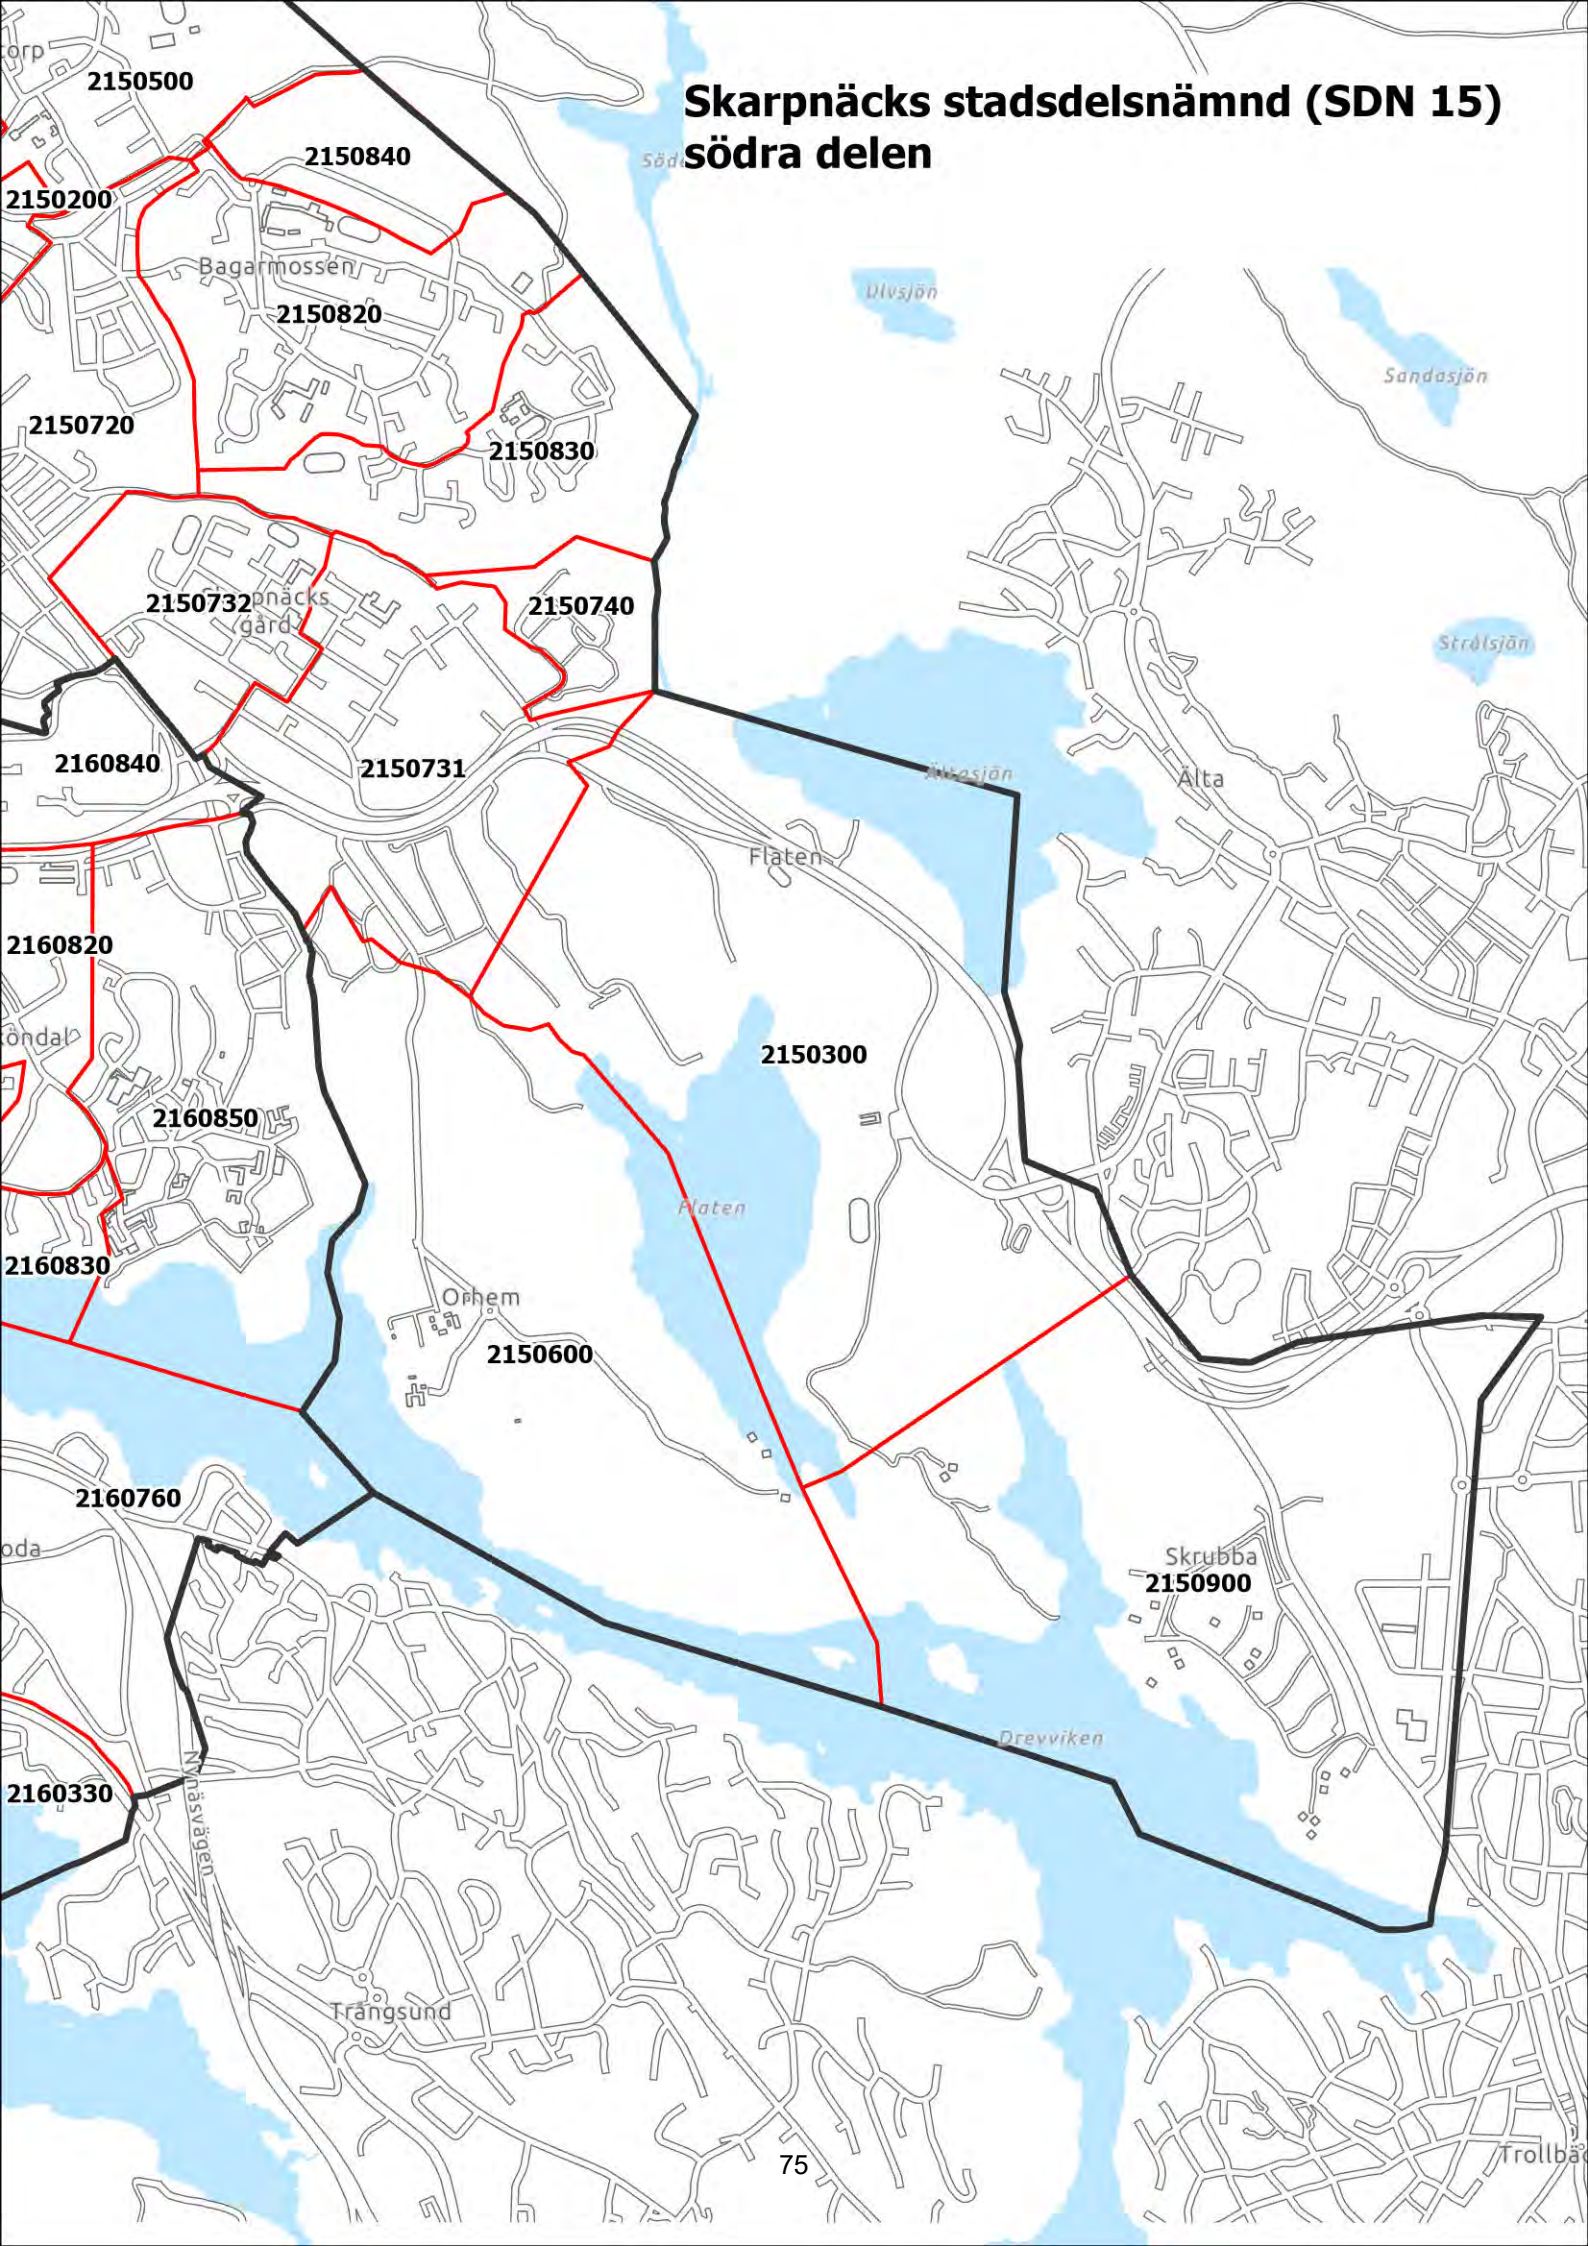 Skarpnäcks stadsdelsnämnd (SDN 15)
södra delen
2150500
2150840
2150200
Bagarmossen
Ulvsjön
2150820
Sandasjön
2150720
2150830
2150732
gård
2150740
Strålsjön
2160840
2150731
Ältasjön
Älta
Flaten
2160820
2150300
2160850
Flaten
2160830
Orhem
2150600
2160760
Skrubba
2150900
Drevviken
2160330
Nynäsvägen
Trångsund
75